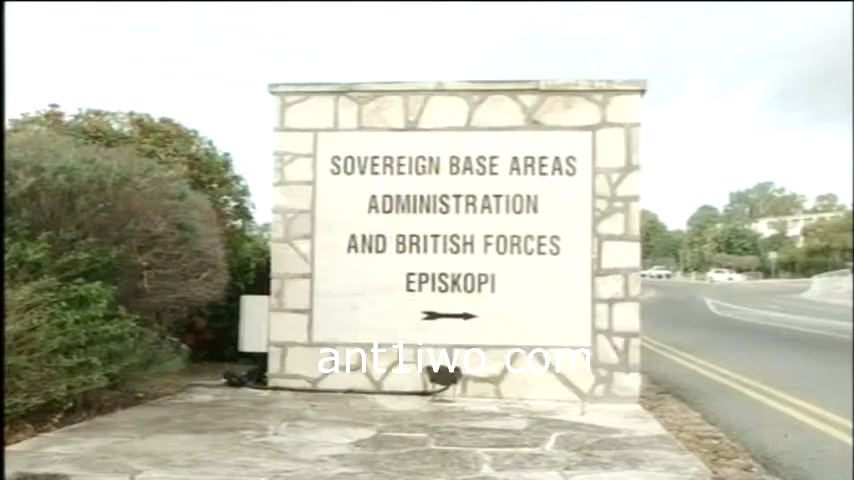 SOVEREIGN BASE AREAS
ADMINISTRATION
AND BRITISH FORCES
EPISKOPI
ant1iwo.com